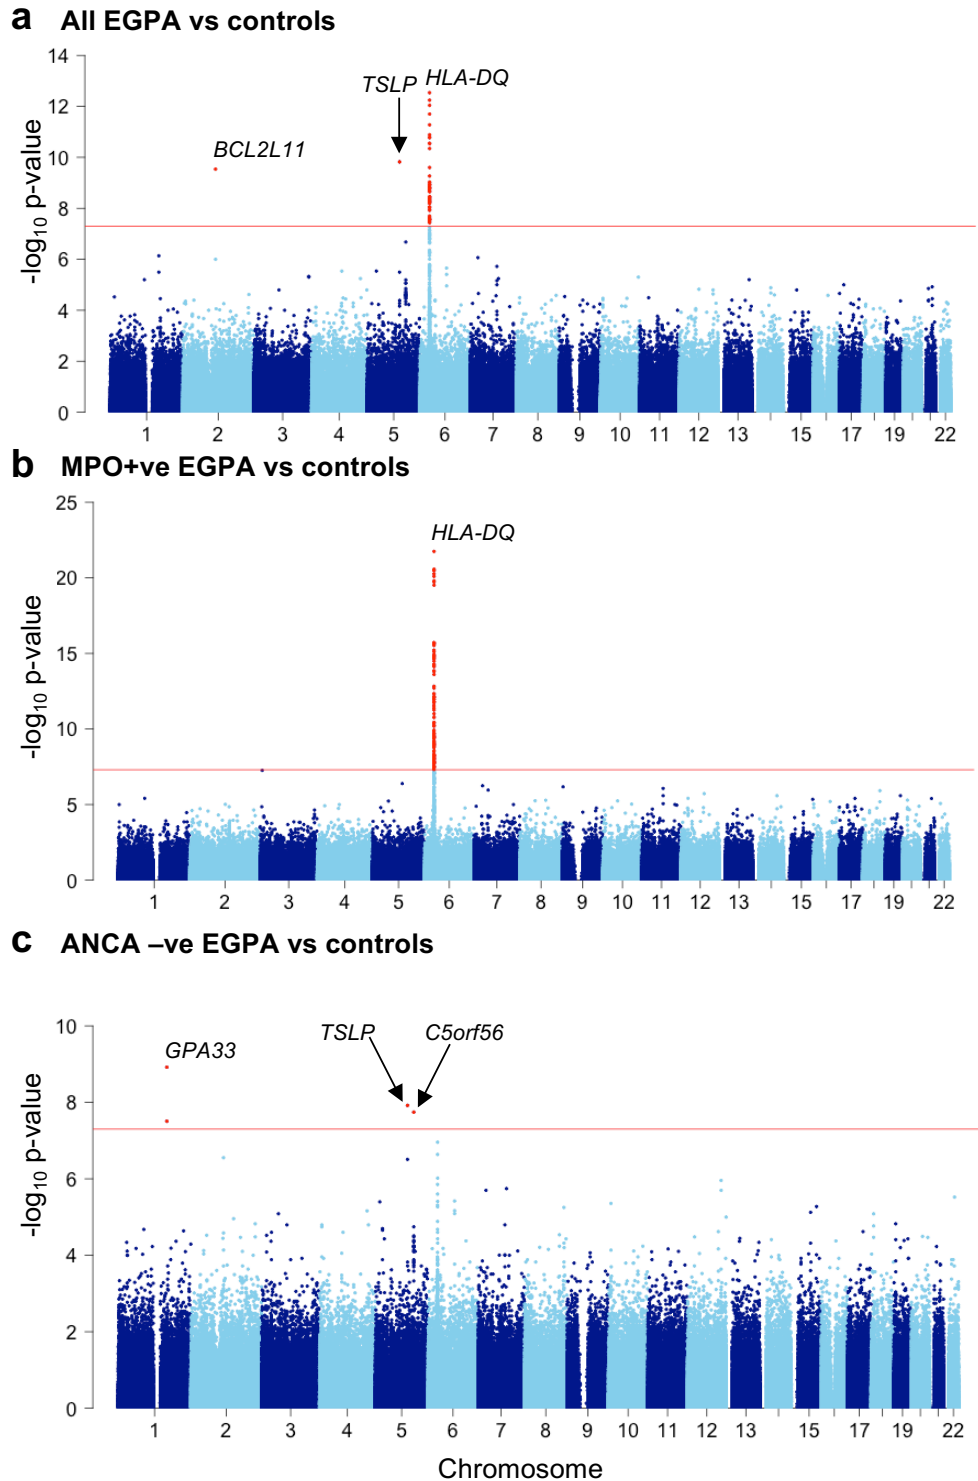 a All EGPA vs controls
14
12
10
8
6
4
2
0
-log10 p-value
BCL2L11
TSLP
HLA-DQ
1 2 3 4 5 6 7 8 9 10 11 12 13 15 17 19 22
b MPO+ve EGPA vs controls
25
20
15
10
5
0
-log10 p-value
HLA-DQ
1 2 3 4 5 6 7 8 9 10 11 12 13 15 17 19 22
c ANCA –ve EGPA vs controls
10
8
6
4
2
0
-log10 p-value
GPA33
TSLP
C5orf56
1 2 3 4 5 6 7 8 9 10 11 12 13 15 17 19 22
Chromosome